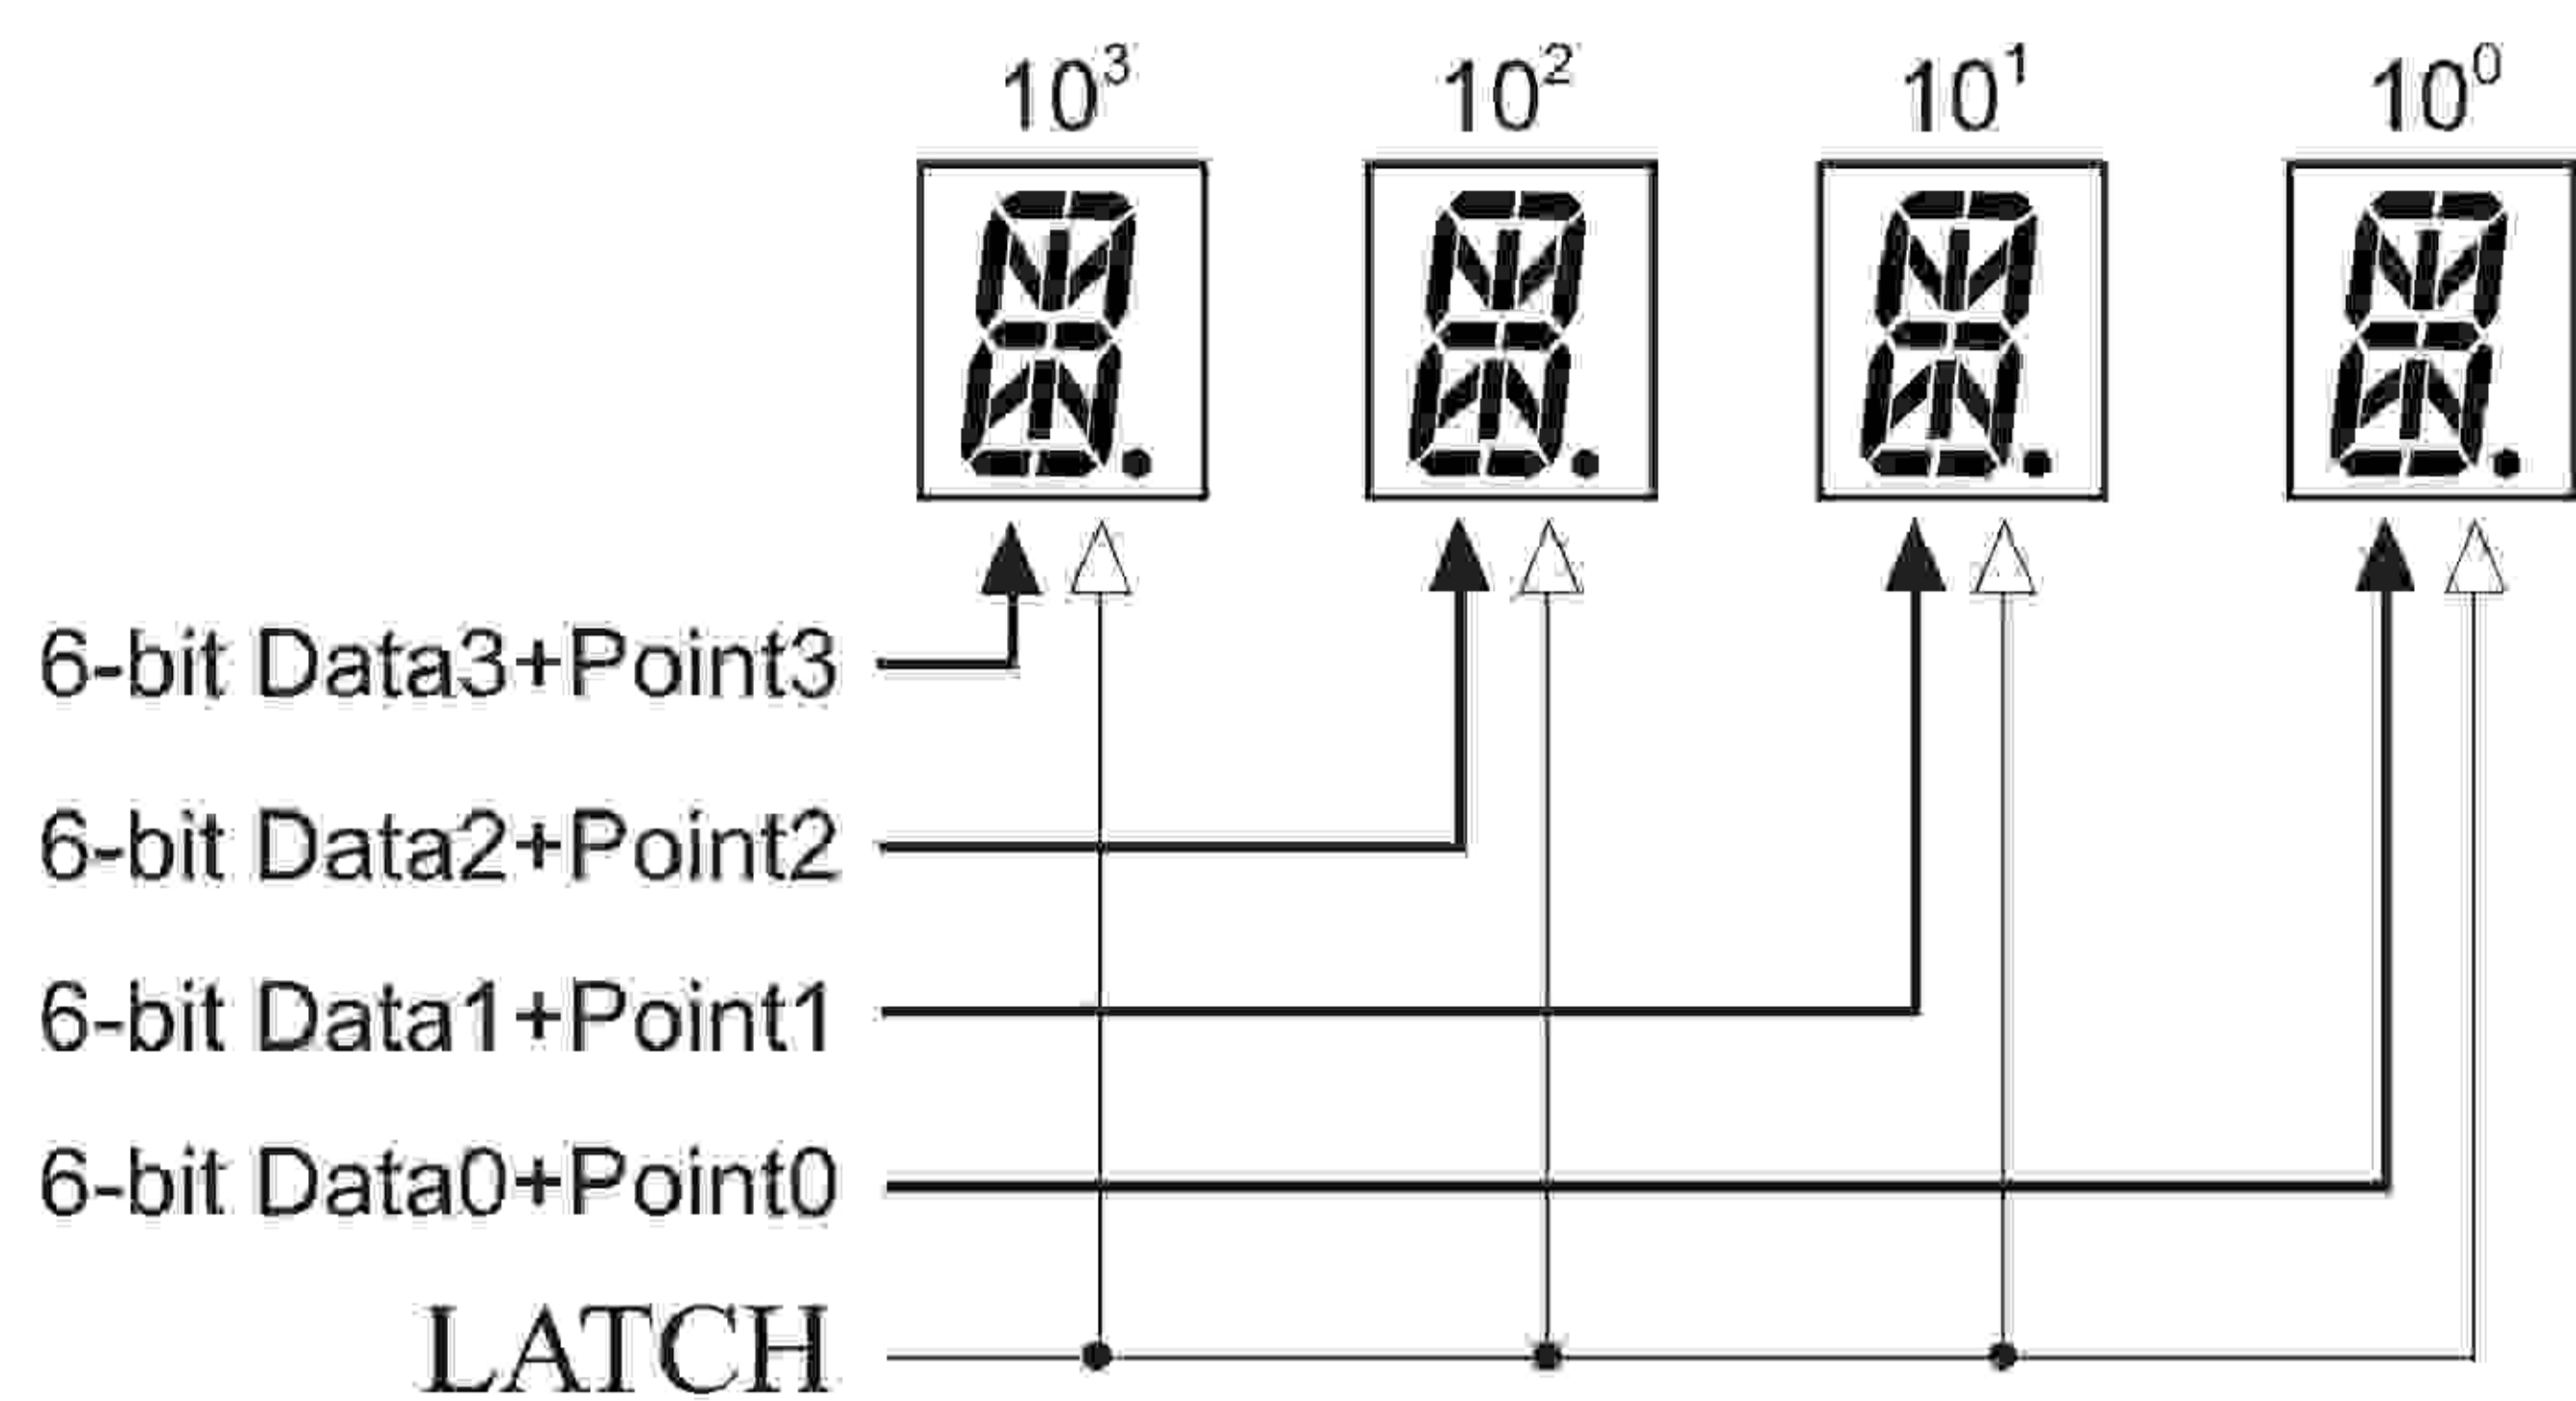 10³ 10² 10¹ 10⁰
6-bit Data3+Point3
6-bit Data2+Point2
6-bit Data1+Point1
6-bit Data0+Point0
LATCH